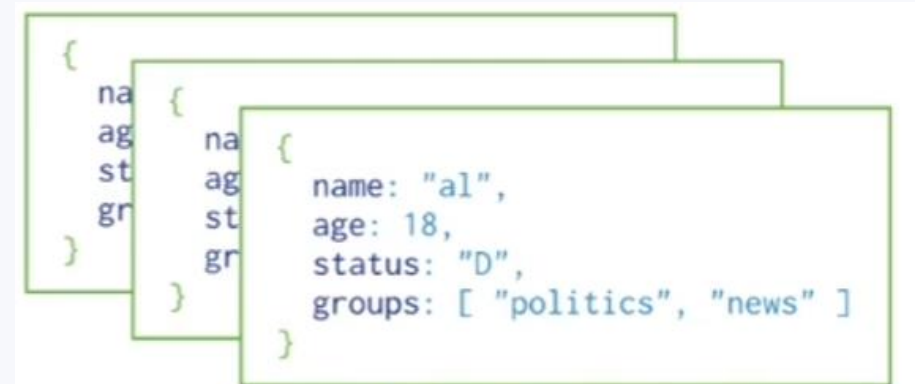 {
na
ag
st
gr
}
{
na
ag
st
gr
}
{
name: "al",
age: 18,
status: "D",
groups: [ "politics", "news" ]
}